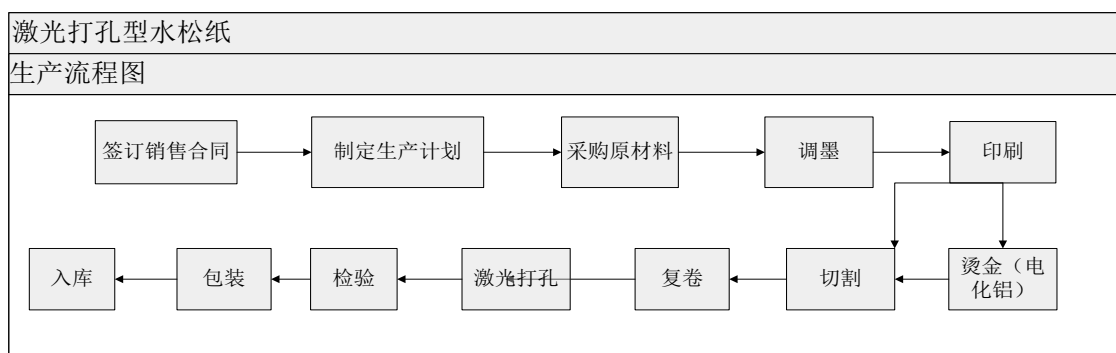 激光打孔型水松纸
生产流程图
签订销售合同
制定生产计划
采购原材料
调墨
印刷
入库
包装
检验
激光打孔
复卷
切割
烫金（电
化铝）